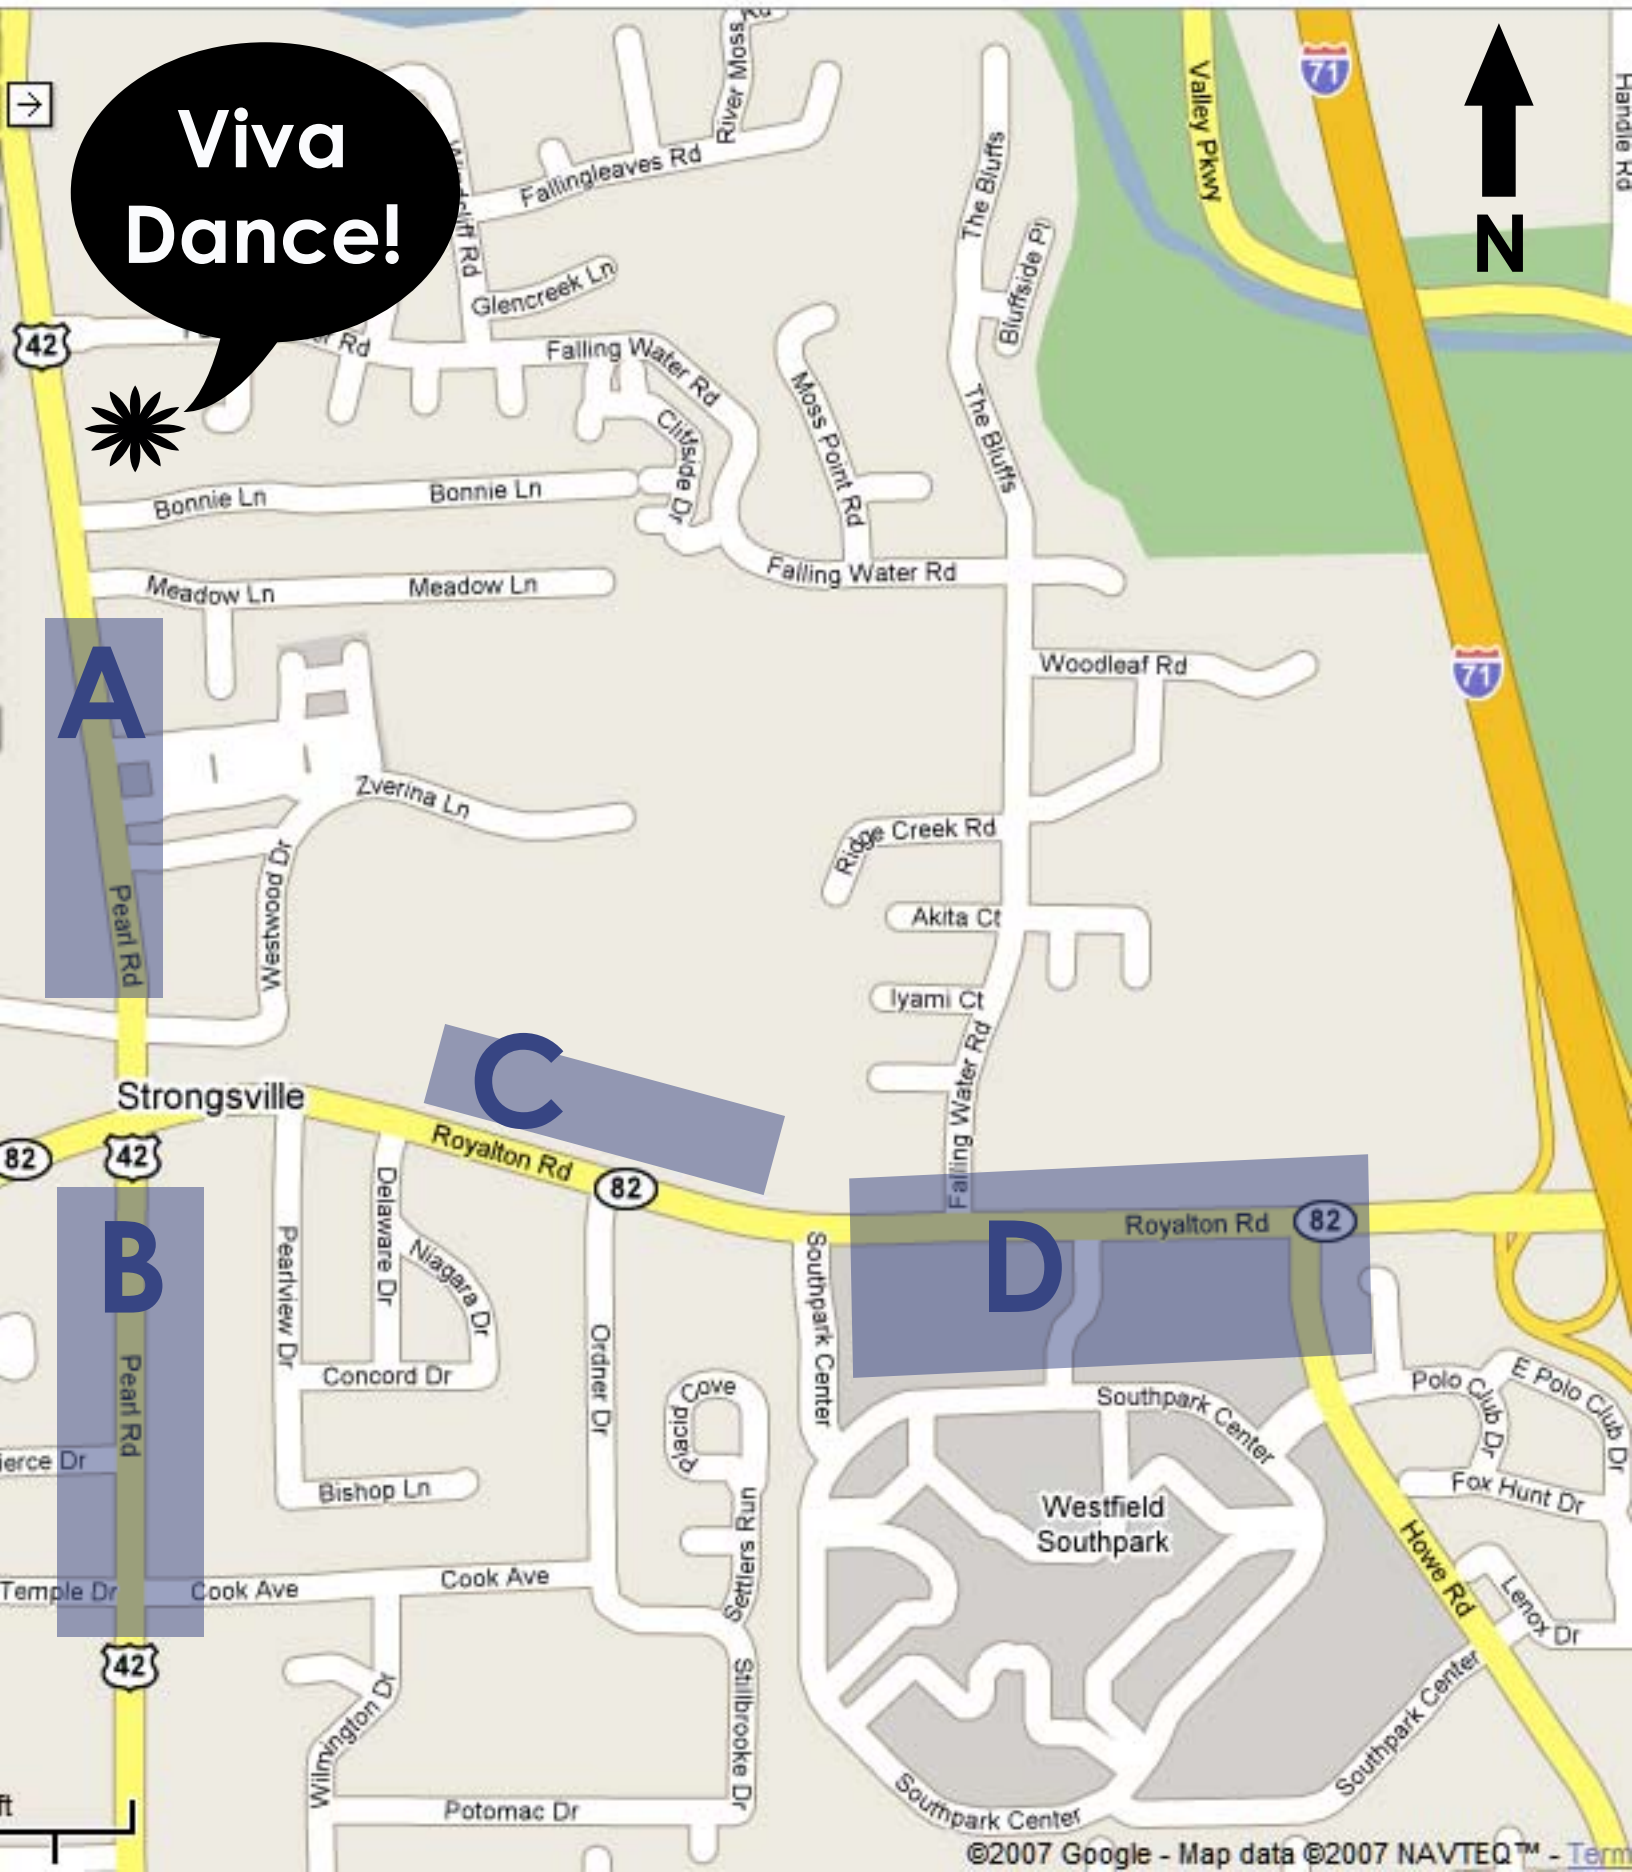 Viva
Dance!
River Moss
Rd
Fallingleaves Rd
Glencreek Ln
Rd
Falling Water Rd
The Bluffs
Bluffside Pl
Valley Pkwy
71
N
Handle Rd
42
Moss Point Rd
Cliffside Dr
The Bluffs
Bonnie Ln
Bonnie Ln
Meadow Ln
Meadow Ln
Falling Water Rd
A
Woodleaf Rd
71
Zverina Ln
Westwood Dr
Pearl Rd
Ridge Creek Rd
Akita Ct
Iyami Ct
Falling Water Rd
C
Strongsville
82
42
Royalton Rd
82
D
Royalton Rd
82
B
Pearl Rd
Pearlview Dr
Delaware Dr
Niagara Dr
Concord Dr
Ordner Dr
Southpark Center
Placid Cove
Southpark Center
Polo Club Dr
E Polo Club Dr
Fox Hunt Dr
Bishop Ln
Settlers Run
Westfield
Southpark
Howe Rd
Lenox Dr
Temple Dr
Cook Ave
Cook Ave
42
Wilmington Dr
Stillbrooke Dr
Southpark Center
Southpark Center
Potomac Dr
ft
©2007 Google - Map data ©2007 NAVTEQ™ - Term